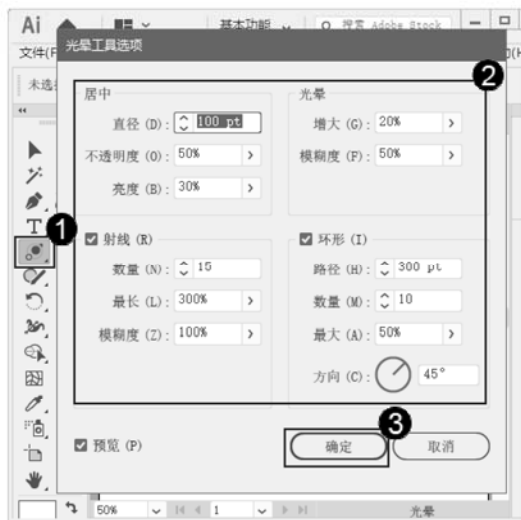 Ai 基本功能 搜索 Adobe Stock
文件(F
光晕工具选项
2
未选
居中 光晕
直径 (D): 100 pt 增大 (G): 20%
不透明度 (O): 50% 模糊度 (F): 50%
亮度 (B): 30%
T
1
射线 (R) 环形 (I)
数量 (N): 15 路径 (H): 300 pt
最长 (L): 300% 数量 (M): 10
模糊度 (Z): 100% 最大 (A): 50%
方向 (C): 45°
3
预览 (P) 确定 取消
50% 1 光晕